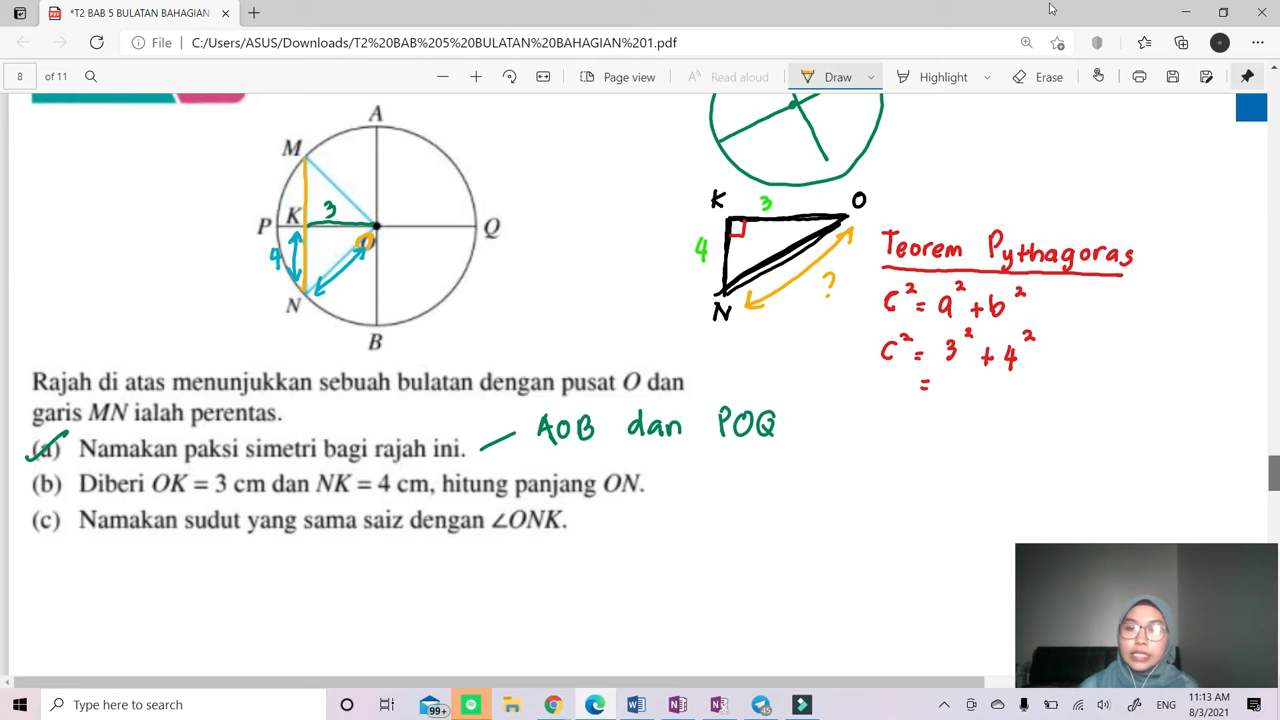 *T2 BAB 5 BULATAN BAHAGIAN
File
C:/Users/ASUS/Downloads/T2%20BAB%205%20BULATAN%20BAHAGIAN%201.pdf
8 of 11
Page view
Read aloud
Draw
Highlight
Erase
A
M
P K 3 O Q
4
N
B
K 3 O
4
?
N
Teorem Pythagoras
c² = a² + b²
c² = 3² + 4²
=
Rajah di atas menunjukkan sebuah bulatan dengan pusat O dan
garis MN ialah perentas.
(a) Namakan paksi simetri bagi rajah ini. AOB dan POQ
(b) Diberi OK = 3 cm dan NK = 4 cm, hitung panjang ON.
(c) Namakan sudut yang sama saiz dengan ∠ONK.
Type here to search
99+
ENG
11:13 AM
8/3/2021